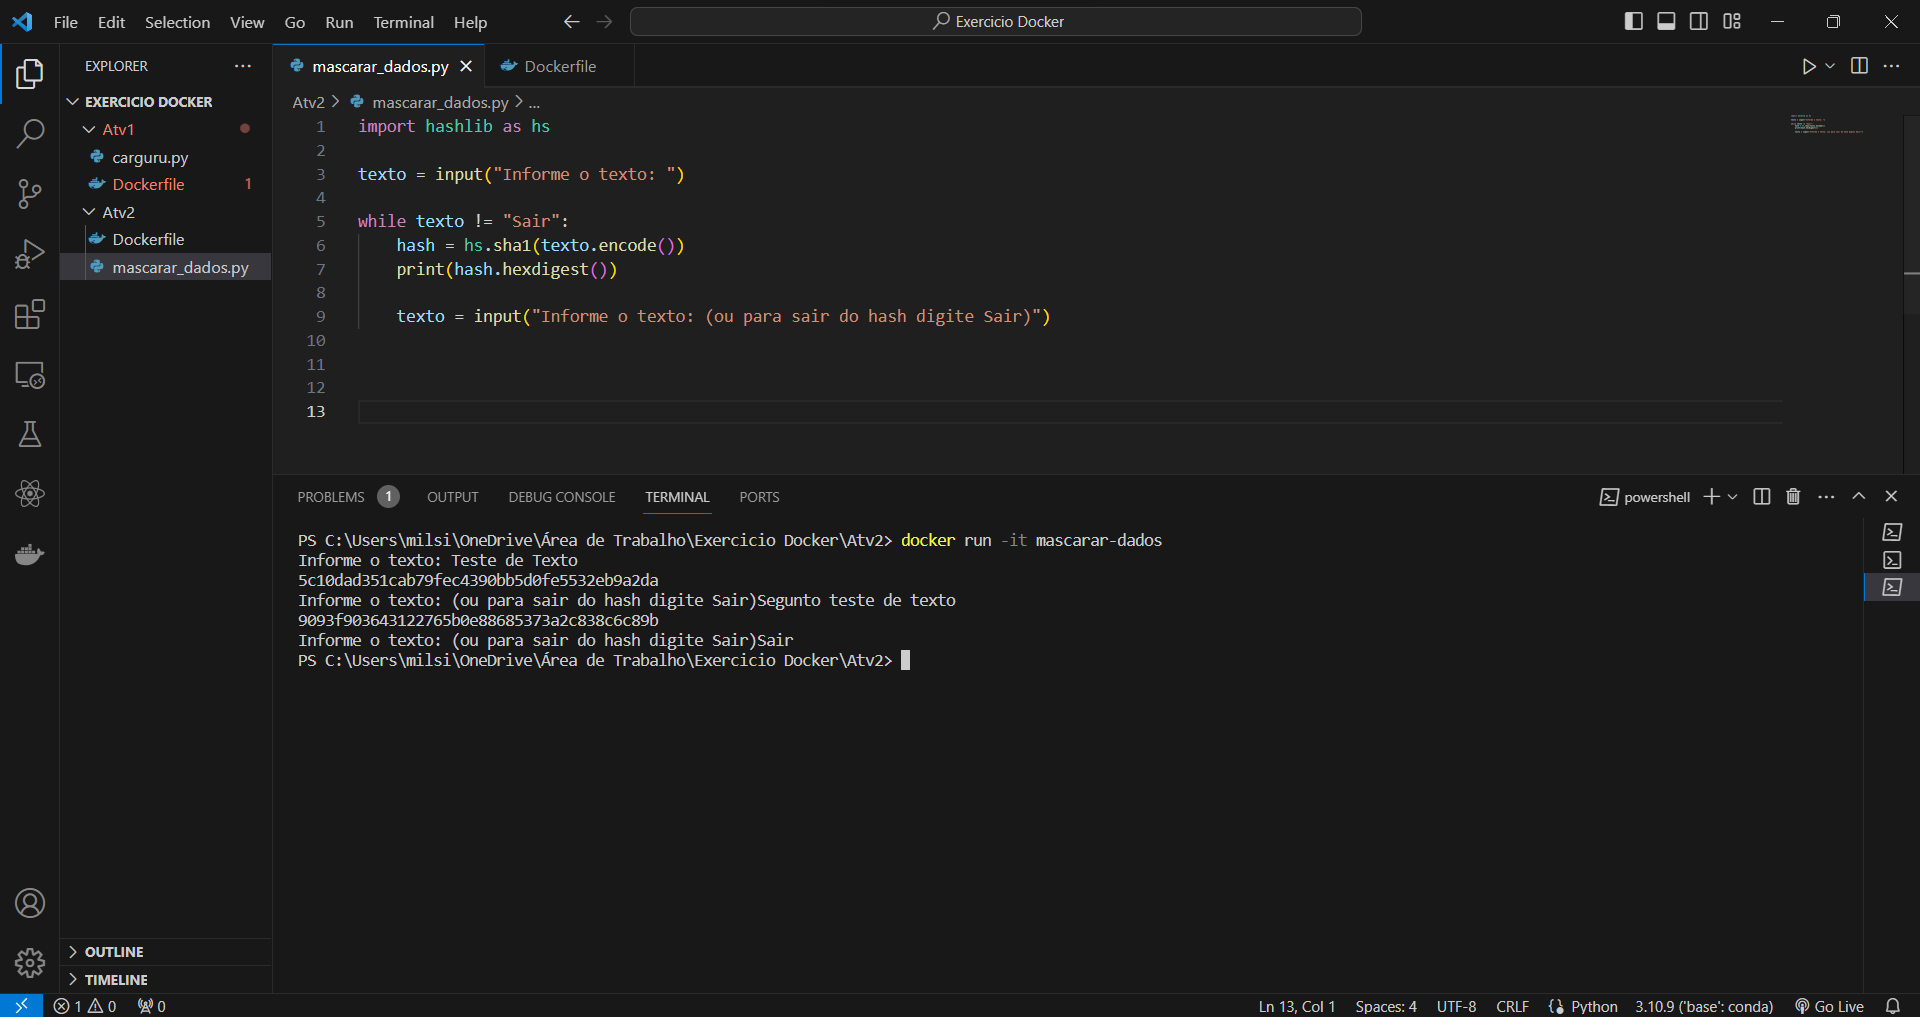 File Edit Selection View Go Run Terminal Help
Exercicio Docker
EXPLORER
EXERCICIO DOCKER
Atv1
carguru.py
Dockerfile 1
Atv2
Dockerfile
mascarar_dados.py
OUTLINE
TIMELINE
mascarar_dados.py Dockerfile
Atv2 > mascarar_dados.py > ...
1 import hashlib as hs
2
3 texto = input("Informe o texto: ")
4
5 while texto != "Sair":
6     hash = hs.sha1(texto.encode())
7     print(hash.hexdigest())
8
9     texto = input("Informe o texto: (ou para sair do hash digite Sair)")
10
11
12
13
PROBLEMS 1 OUTPUT DEBUG CONSOLE TERMINAL PORTS
powershell
PS C:\Users\milsi\OneDrive\Área de Trabalho\Exercicio Docker\Atv2> docker run -it mascarar-dados
Informe o texto: Teste de Texto
5c10dad351cab79fec4390bb5d0fe5532eb9a2da
Informe o texto: (ou para sair do hash digite Sair)Segunto teste de texto
9093f903643122765b0e88685373a2c838c6c89b
Informe o texto: (ou para sair do hash digite Sair)Sair
PS C:\Users\milsi\OneDrive\Área de Trabalho\Exercicio Docker\Atv2>
1 0 0
Ln 13, Col 1 Spaces: 4 UTF-8 CRLF Python 3.10.9 ('base': conda) Go Live